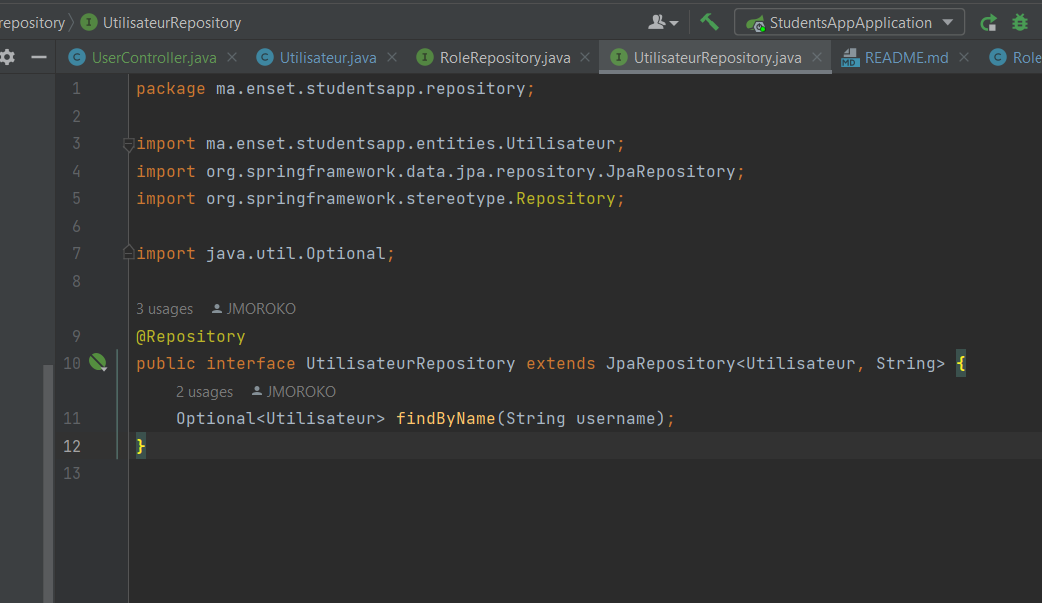 repository UtilisateurRepository StudentsAppApplication
UserController.java Utilisateur.java RoleRepository.java UtilisateurRepository.java README.md Role
1 package ma.enset.studentsapp.repository;
2
3 import ma.enset.studentsapp.entities.Utilisateur;
4 import org.springframework.data.jpa.repository.JpaRepository;
5 import org.springframework.stereotype.Repository;
6
7 import java.util.Optional;
8
3 usages JMOROKO
9 @Repository
10 public interface UtilisateurRepository extends JpaRepository<Utilisateur, String> {
2 usages JMOROKO
11 Optional<Utilisateur> findByName(String username);
12 }
13